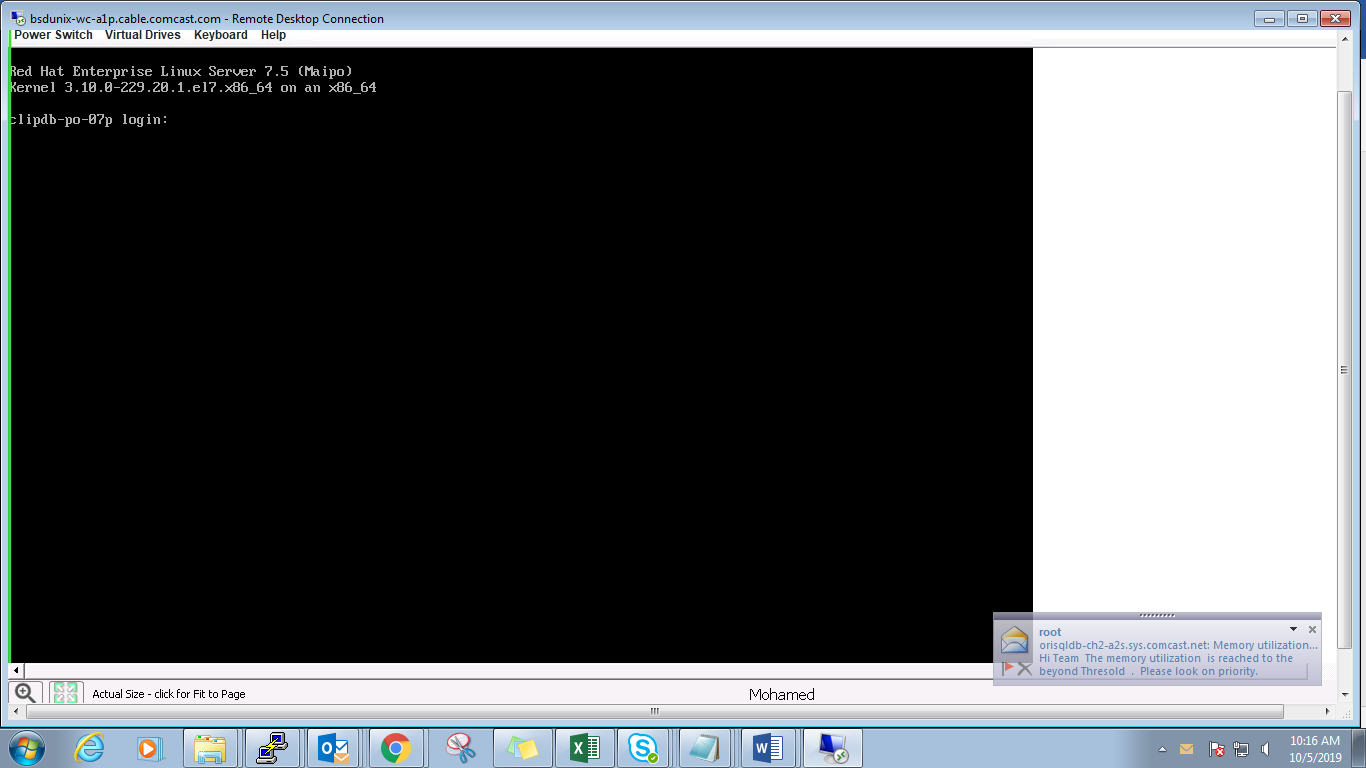 bsdunix-wc-a1p.cable.comcast.com - Remote Desktop Connection
Power Switch Virtual Drives Keyboard Help
Red Hat Enterprise Linux Server 7.5 (Maipo)
Kernel 3.10.0-229.20.1.el7.x86_64 on an x86_64
clipdb-po-07p login:
root
orisqldb-ch2-a2s.sys.comcast.net: Memory utilization...
Hi Team The memory utilization is reached to the
beyond Thresold . Please look on priority.
Actual Size - click for Fit to Page
Mohamed
10:16 AM
10/5/2019